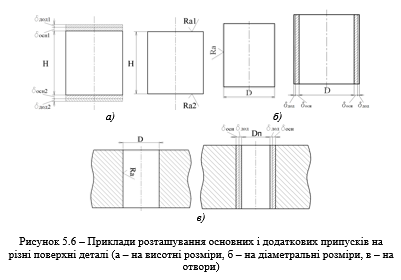 δдод1
δосн1
H
δосн2
δдод2
Ra1
H
Ra2
а)
Ra
D
δдод
δосн
δосн
δдод
б)
D
Ra
δосн
δдод
Dn
δдод
δосн
в)
Рисунок 5.6 – Приклади розташування основних і додаткових припусків на
різні поверхні деталі (а – на висотні розміри, б – на діаметральні розміри, в – на
отвори)